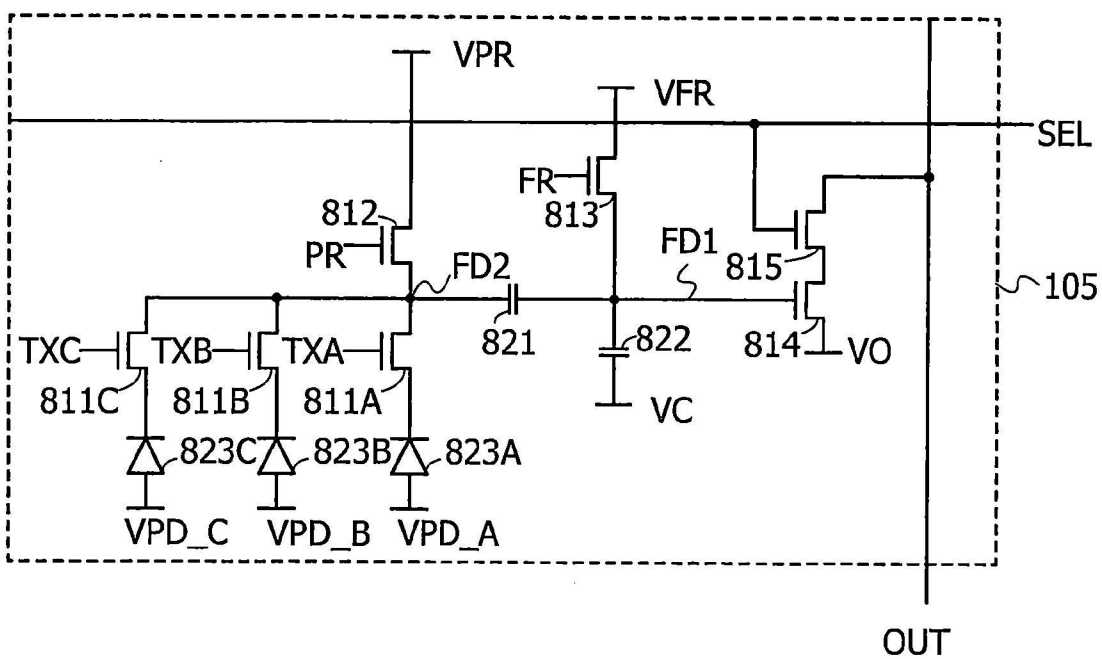 VPR
VFR
SEL
FR
813
812
PR
FD2
FD1
815
105
821
822
814
VO
TXC
TXB
TXA
811C
811B
811A
VC
823C
823B
823A
VPD_C
VPD_B
VPD_A
OUT